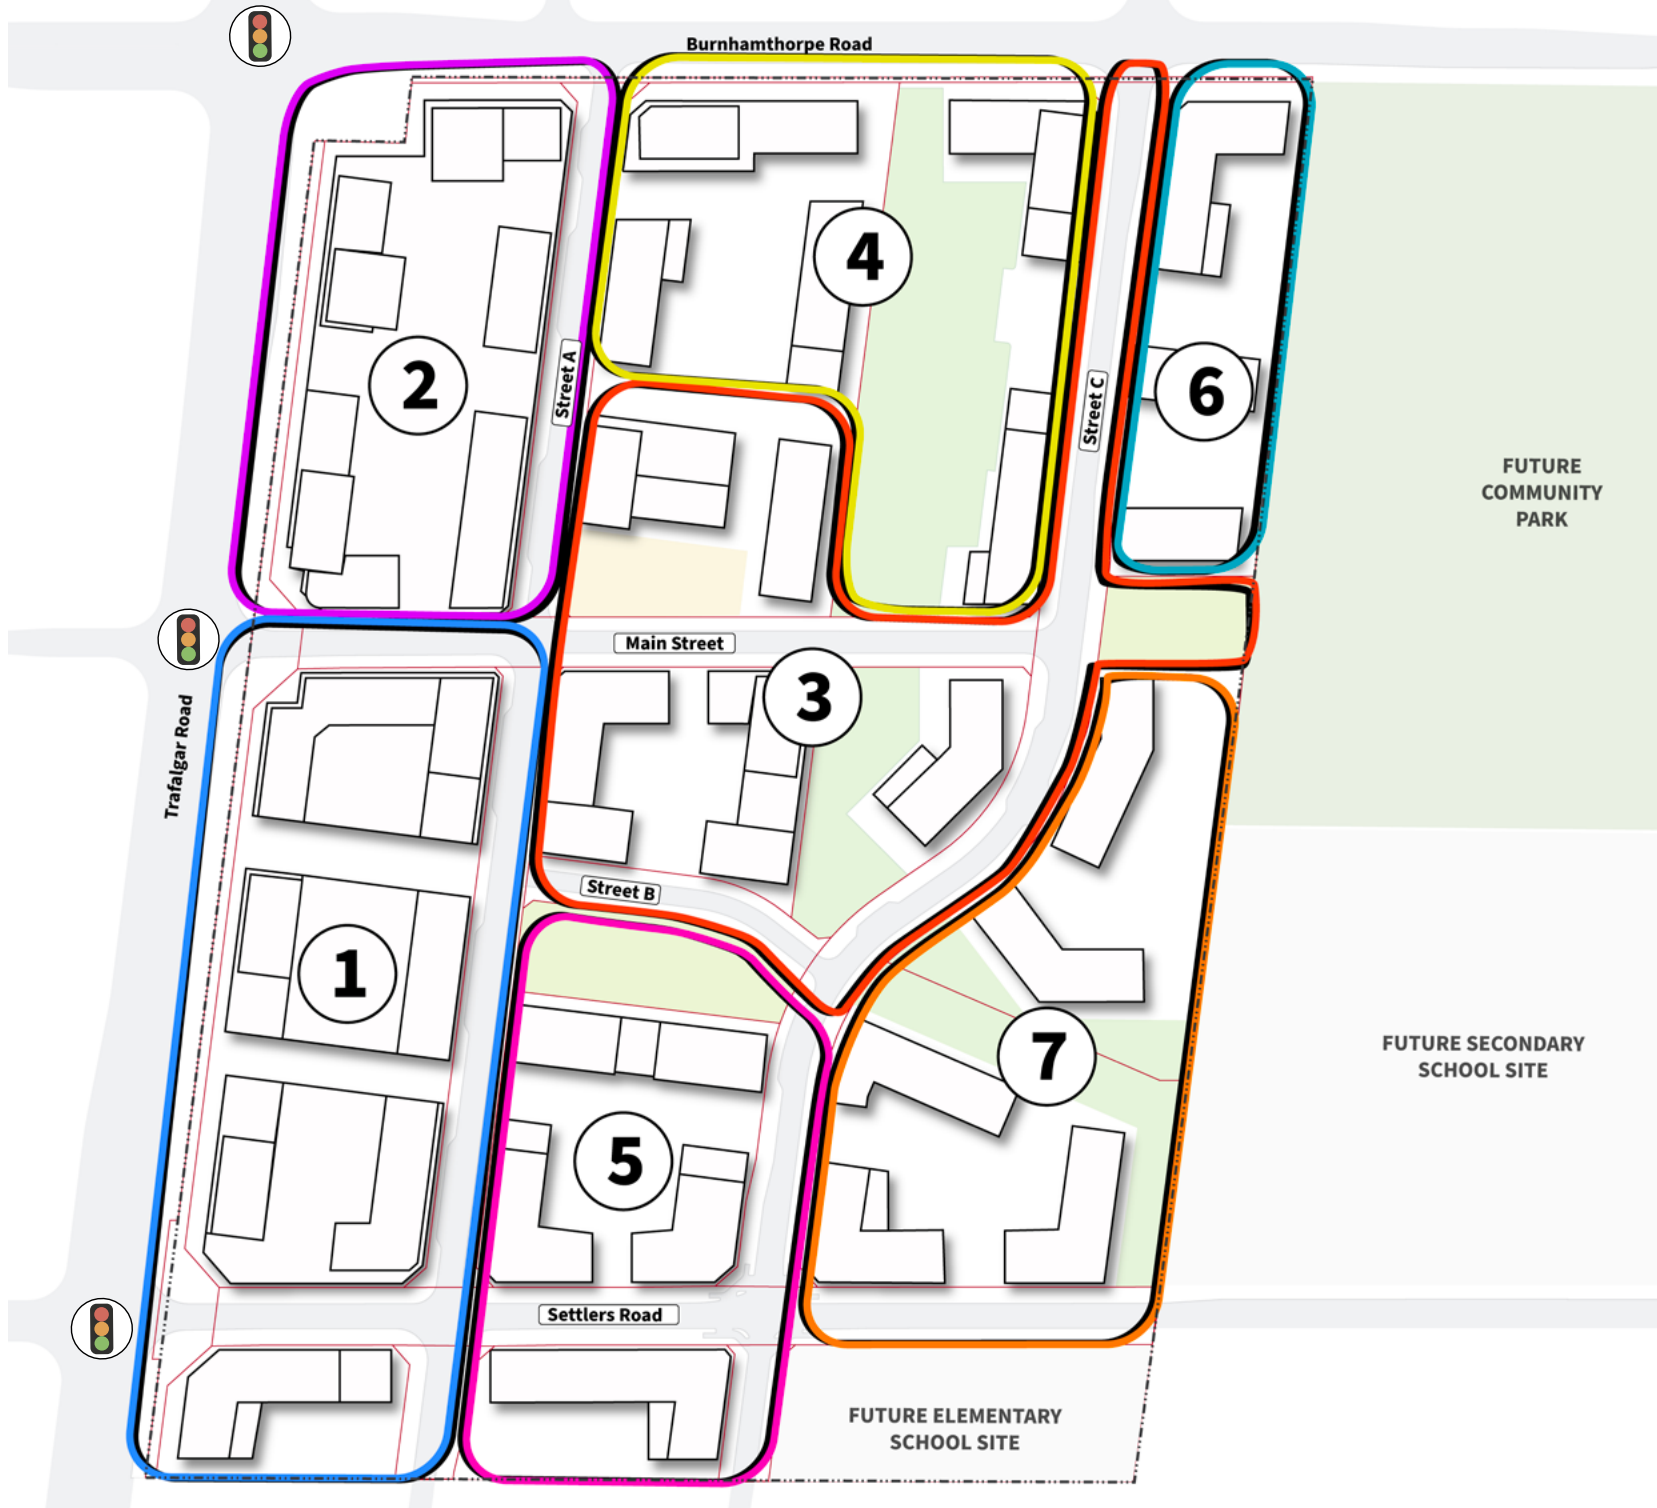 Burnhamthorpe Road
4
2
Street A
Street C
6
FUTURE
COMMUNITY
PARK
Main Street
3
Trafalgar Road
Street B
1
7
FUTURE SECONDARY
SCHOOL SITE
5
Settlers Road
FUTURE ELEMENTARY
SCHOOL SITE